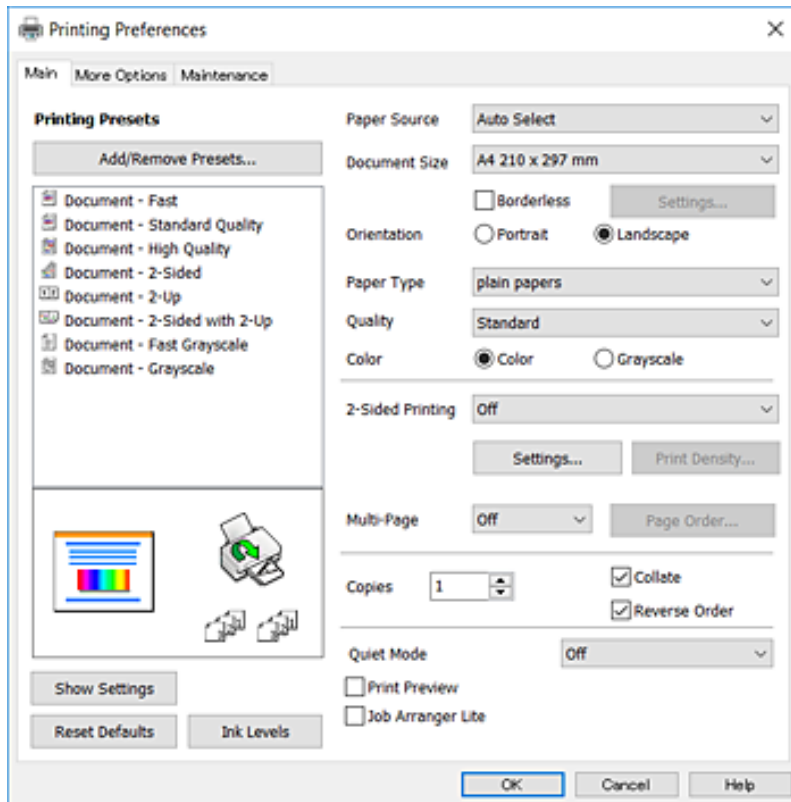 Printing Preferences
Main More Options Maintenance
Printing Presets
Add/Remove Presets...
Document - Fast
Document - Standard Quality
Document - High Quality
Document - 2-Sided
Document - 2-Up
Document - 2-Sided with 2-Up
Document - Fast Grayscale
Document - Grayscale
Show Settings
Reset Defaults Ink Levels
Paper Source Auto Select
Document Size A4 210 x 297 mm
Borderless Settings...
Orientation Portrait Landscape
Paper Type plain papers
Quality Standard
Color Color Grayscale
2-Sided Printing Off
Settings... Print Density...
Multi-Page Off Page Order...
Copies 1 Collate
Reverse Order
Quiet Mode Off
Print Preview
Job Arranger Lite
OK Cancel Help